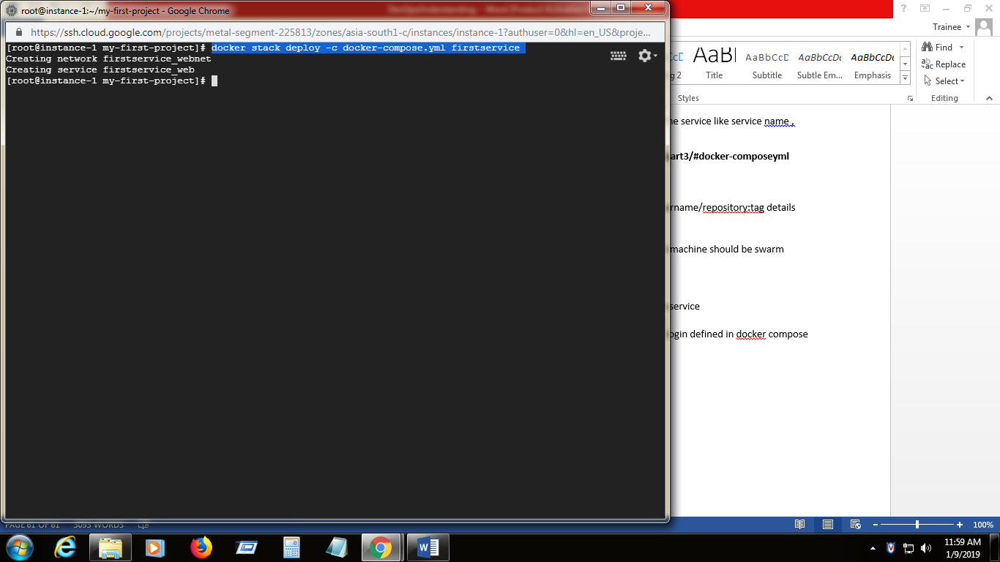 root@instance-1:~/my-first-project - Google Chrome
https://ssh.cloud.google.com/projects/metal-segment-225813/zones/asia-south1-c/instances/instance-1?authuser=0&hl=en_US&proje...
[root@instance-1 my-first-project]# docker stack deploy -c docker-compose.yml firstservice
Creating network firstservice_webnet
Creating service firstservice_web
[root@instance-1 my-first-project]#
Trainee
AaBbCcD AaBbCcDc AaBbCcDc
Title Subtitle Subtle Em... Emphasis
Styles
Find
Replace
Select
Editing
service like service name ,
art3/#docker-composeyml
rname/repository:tag details
machine should be swarm
service
ogin defined in docker compose
PAGE 61 OF 61 3093 WORDS
100%
11:59 AM
1/9/2019